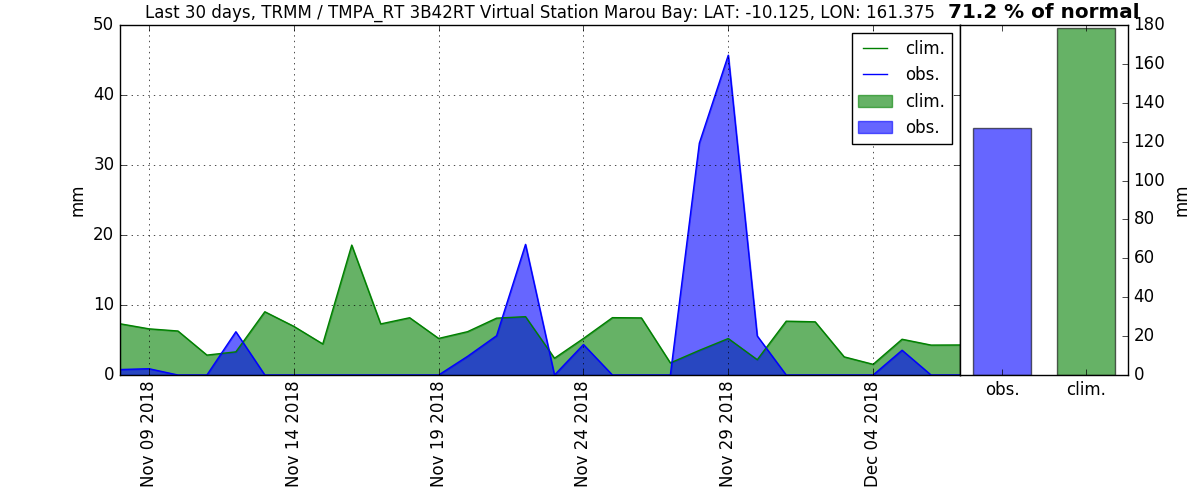 Last 30 days, TRMM / TMPA_RT 3B42RT Virtual Station Marou Bay: LAT: -10.125, LON: 161.375 71.2 % of normal
50
40
30
20
10
0
mm
clim.
obs.
clim.
obs.
180
160
140
120
100
80
60
40
20
0
mm
Nov 09 2018
Nov 14 2018
Nov 19 2018
Nov 24 2018
Nov 29 2018
Dec 04 2018
obs. clim.